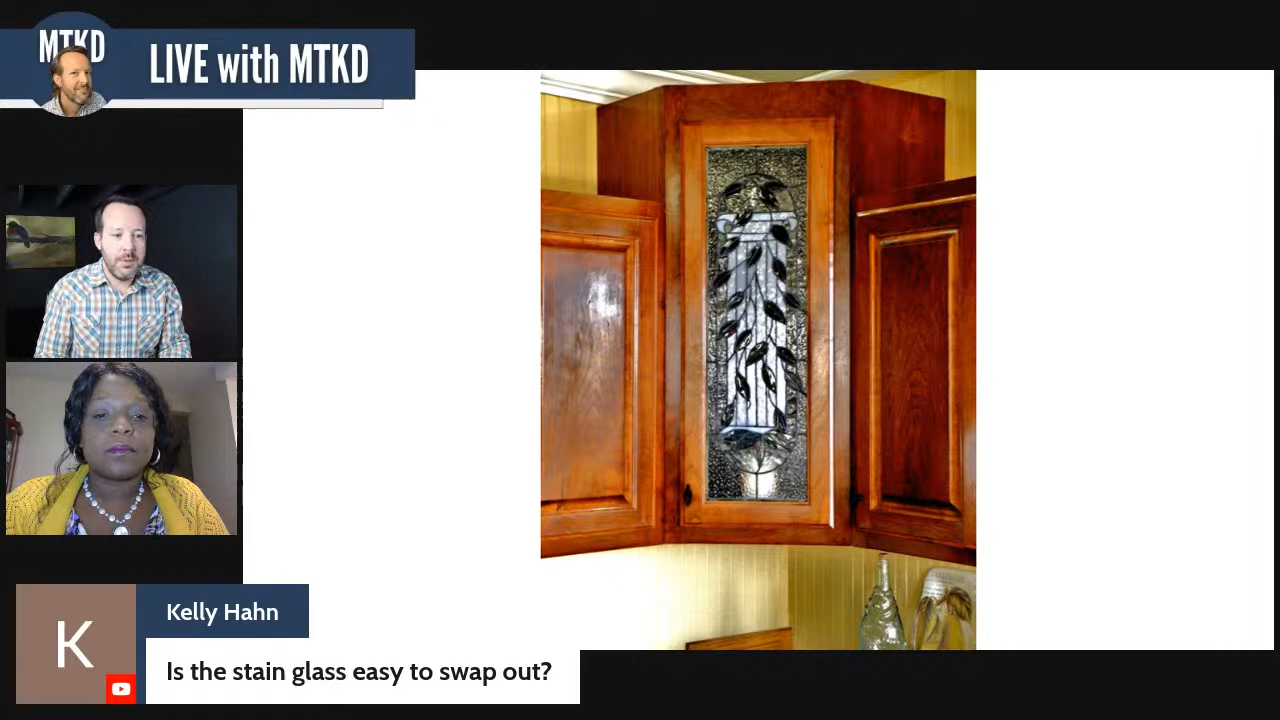 MTKD
LIVE with MTKD
Kelly Hahn
K
Is the stain glass easy to swap out?